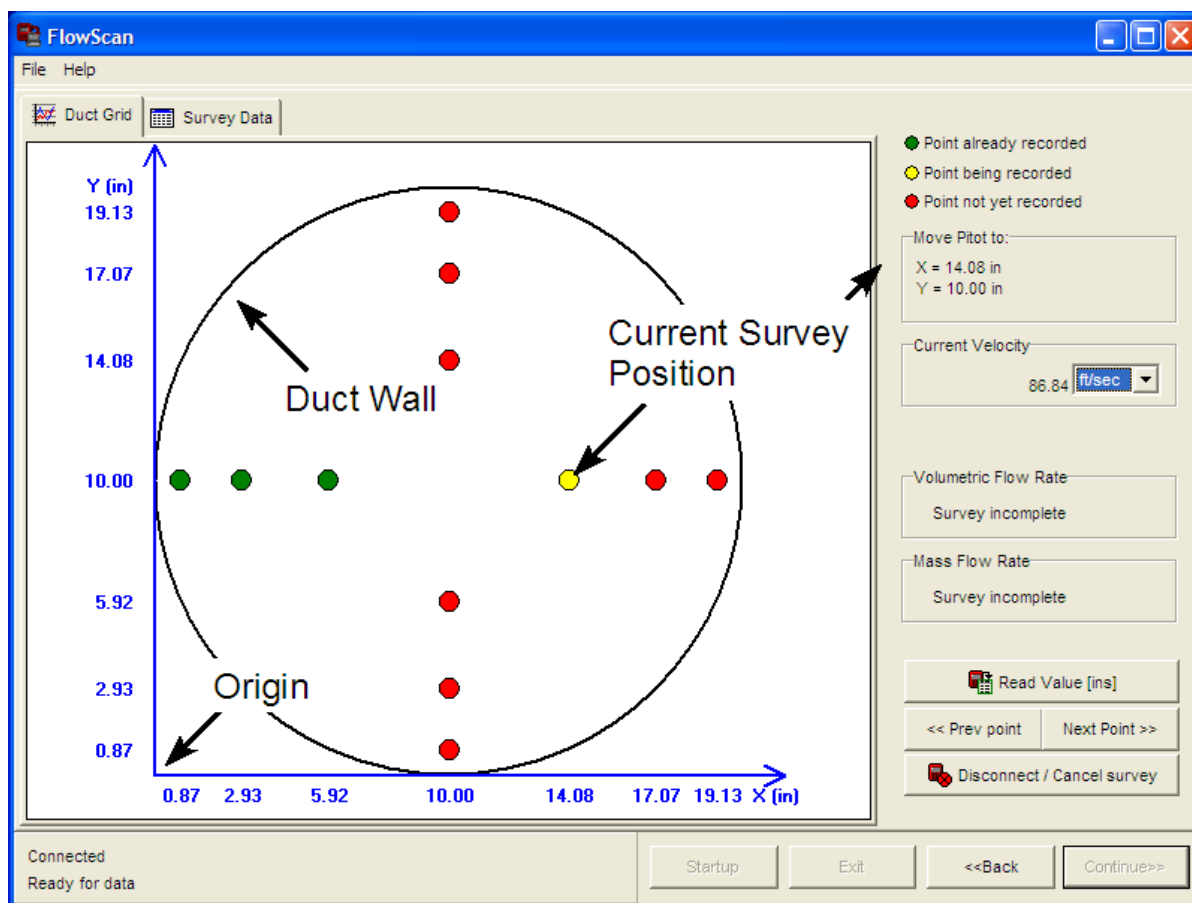 FlowScan
File Help
Duct Grid
Survey Data
Y (in)
19.13
17.07
14.08
10.00
5.92
2.93
0.87
Duct Wall
Current Survey
Position
Origin
0.87 2.93 5.92 10.00 14.08 17.07 19.13 X (in)
Point already recorded
Point being recorded
Point not yet recorded
Move Pitot to:
X = 14.08 in
Y = 10.00 in
Current Velocity
86.84 ft/sec
Volumetric Flow Rate
Survey incomplete
Mass Flow Rate
Survey incomplete
Read Value [ins]
<< Prev point Next Point >>
Disconnect / Cancel survey
Connected
Ready for data
Startup Exit <<Back Continue>>